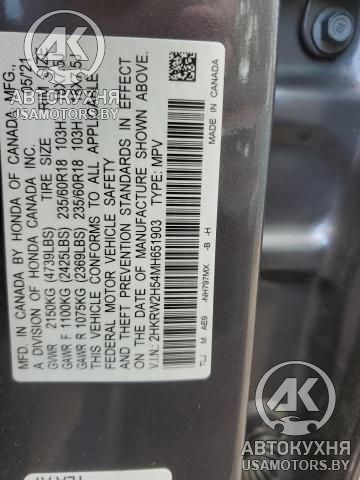 MFD. IN CANADA BY HONDA OF CANADA MFG.,
A DIVISION OF HONDA CANADA INC.
TIRE SIZE
GVWR 2150KG (4739LBS)
GAWR F 1100KG (2425LBS) 235/60R18 103H
GAWR R 1075KG (2369LBS) 235/60R18 103H
THIS VEHICLE CONFORMS TO ALL APPLICABLE
FEDERAL MOTOR VEHICLE SAFETY
AND THEFT PREVENTION STANDARDS IN EFFECT
ON THE DATE OF MANUFACTURE SHOWN ABOVE.
V.I.N.: 2HKRW2H54MH651903 TYPE: MPV
TLJ M AE9 -NH797MX -B -H
MADE IN CANADA
АВТОКУХНЯ
USAMOTORS.BY
АВТОКУХНЯ
USAMOTORS.BY